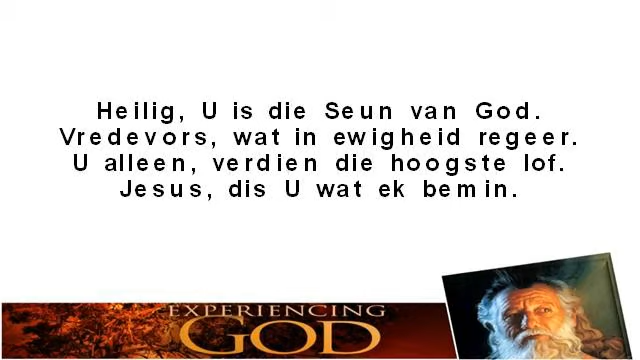 Heilig, U is die Seun van God.
Vredevors, wat in ewigheid regeer.
U alleen, verdien die hoogste lof.
Jesus, dis U wat ek bemin.
EXPERIENCING
GOD